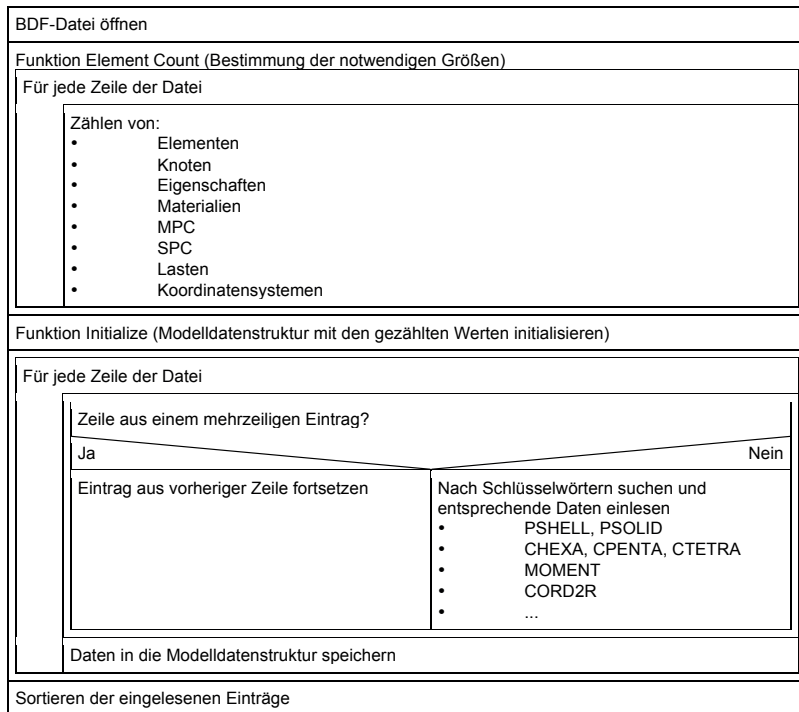 BDF-Datei öffnen
Funktion Element Count (Bestimmung der notwendigen Größen)
Für jede Zeile der Datei
Zählen von:
• Elementen
• Knoten
• Eigenschaften
• Materialien
• MPC
• SPC
• Lasten
• Koordinatensystemen
Funktion Initialize (Modelldatenstruktur mit den gezählten Werten initialisieren)
Für jede Zeile der Datei
Zeile aus einem mehrzeiligen Eintrag?
Ja
Nein
Eintrag aus vorheriger Zeile fortsetzen
Nach Schlüsselwörtern suchen und
entsprechende Daten einlesen
• PSHELL, PSOLID
• CHEXA, CPENTA, CTETRA
• MOMENT
• CORD2R
• ...
Daten in die Modelldatenstruktur speichern
Sortieren der eingelesenen Einträge